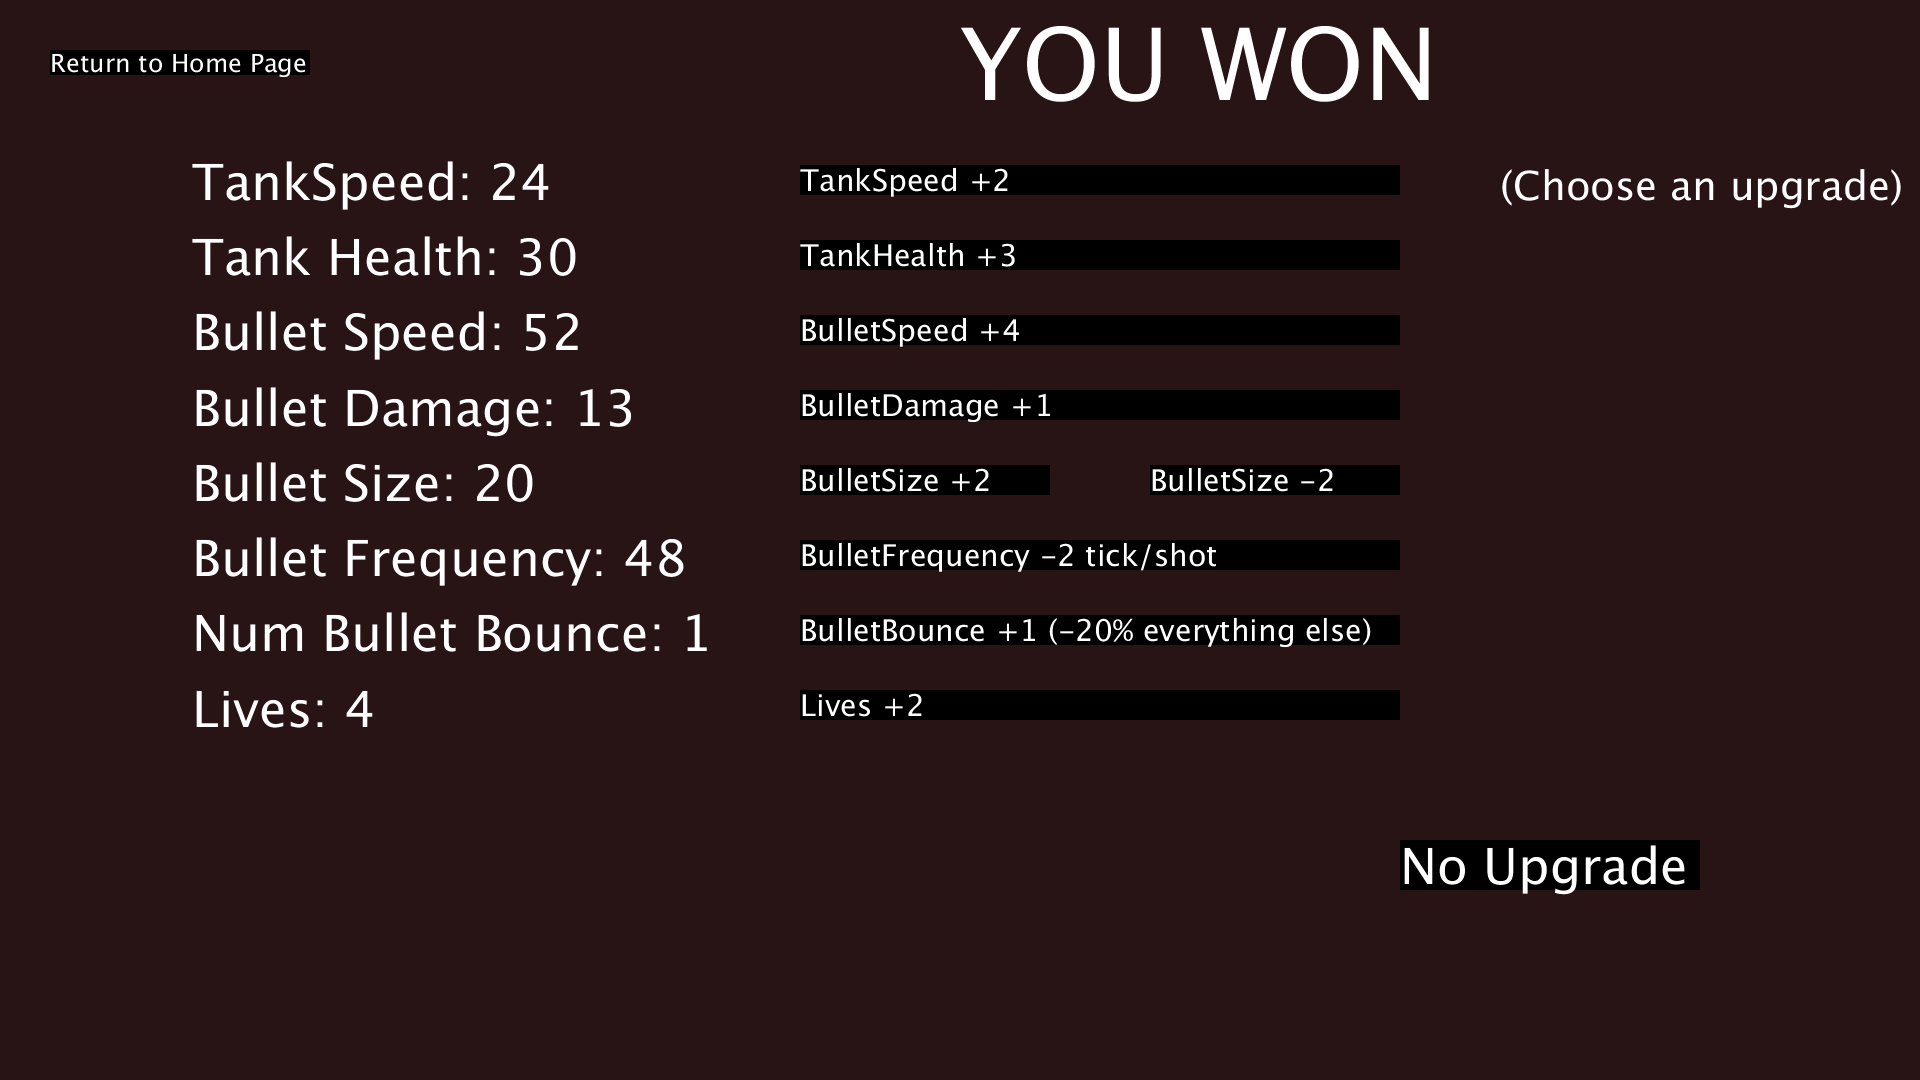 Return to Home Page
YOU WON
TankSpeed: 24
TankSpeed +2
(Choose an upgrade)
Tank Health: 30
TankHealth +3
Bullet Speed: 52
BulletSpeed +4
Bullet Damage: 13
BulletDamage +1
Bullet Size: 20
BulletSize +2
BulletSize -2
Bullet Frequency: 48
BulletFrequency -2 tick/shot
Num Bullet Bounce: 1
BulletBounce +1 (-20% everything else)
Lives: 4
Lives +2
No Upgrade